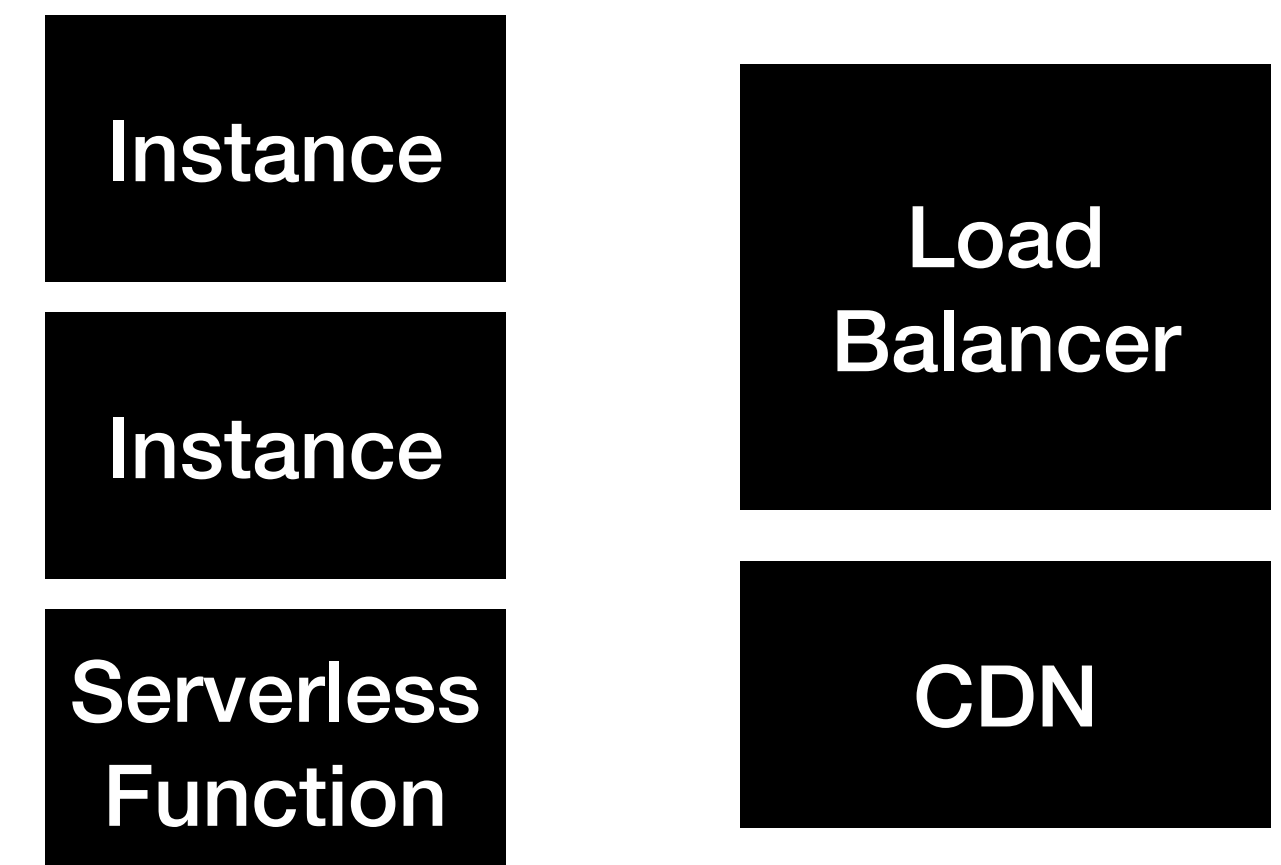 Instance
Instance
Serverless
Function
Load
Balancer
CDN